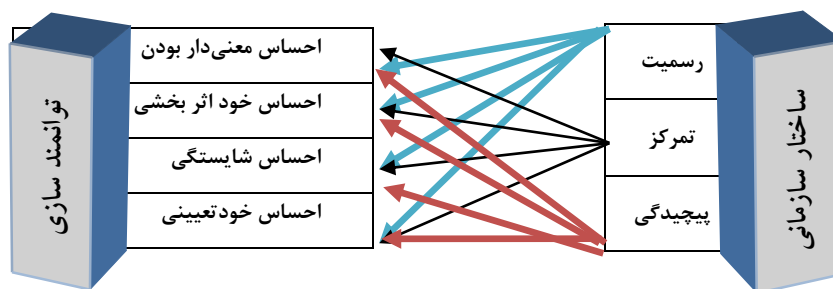 ساختار سازمانی
رسمیت
تمرکز
پیچیدگی
احساس معنی‌دار بودن
احساس خود اثر بخشی
احساس شایستگی
احساس خودتعیینی
توانمند سازی